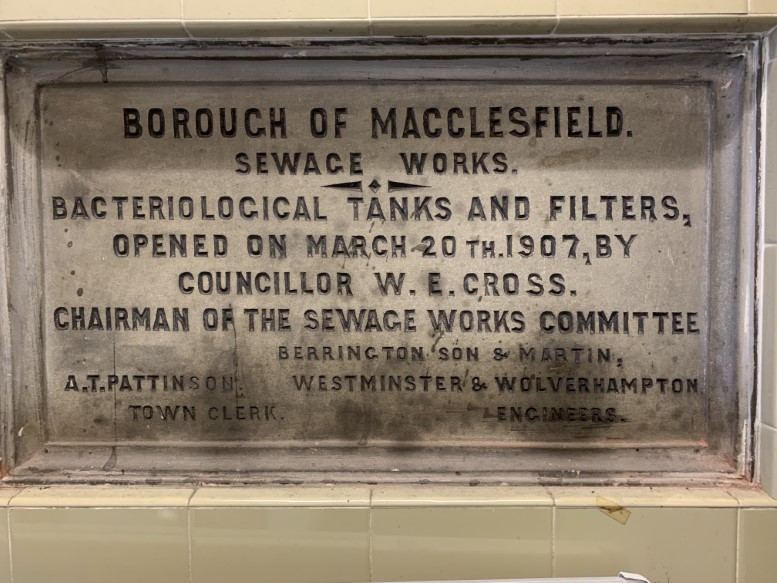 BOROUGH OF MACCLESFIELD.
SEWAGE WORKS.
BACTERIOLOGICAL TANKS AND FILTERS,
OPENED ON MARCH 20TH. 1907, BY
COUNCILLOR W. E. CROSS.
CHAIRMAN OF THE SEWAGE WORKS COMMITTEE
BERRINGTON SON & MARTIN,
A.T. PATTINSON. WESTMINSTER & WOLVERHAMPTON
TOWN CLERK. ENGINEERS.